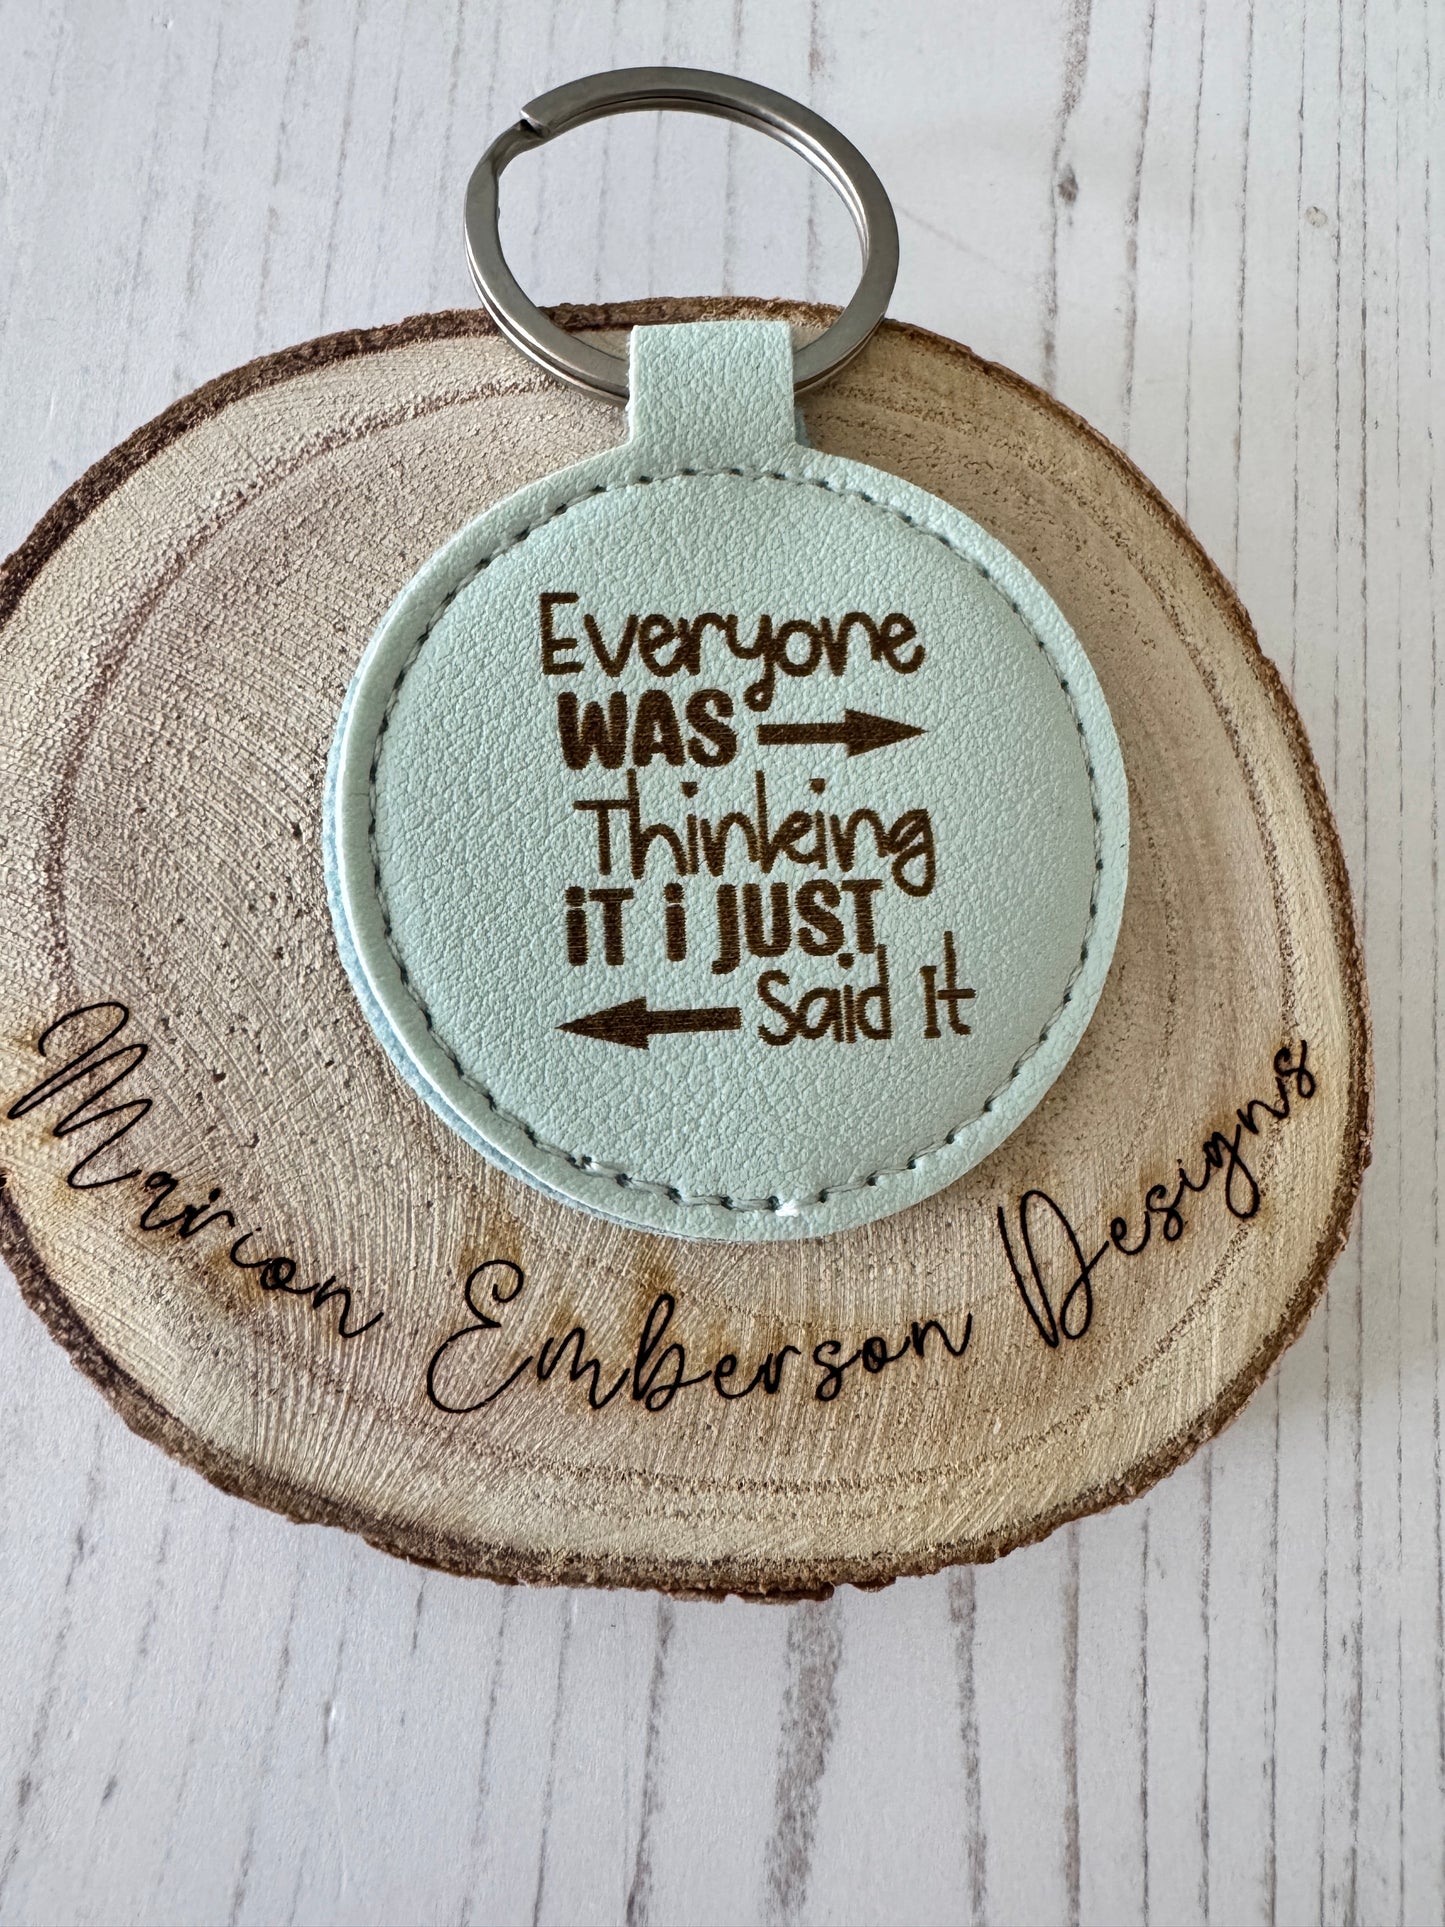 Everyone
WAS
Thinking
iT i JUST
Said It
Marion Emberson Designs